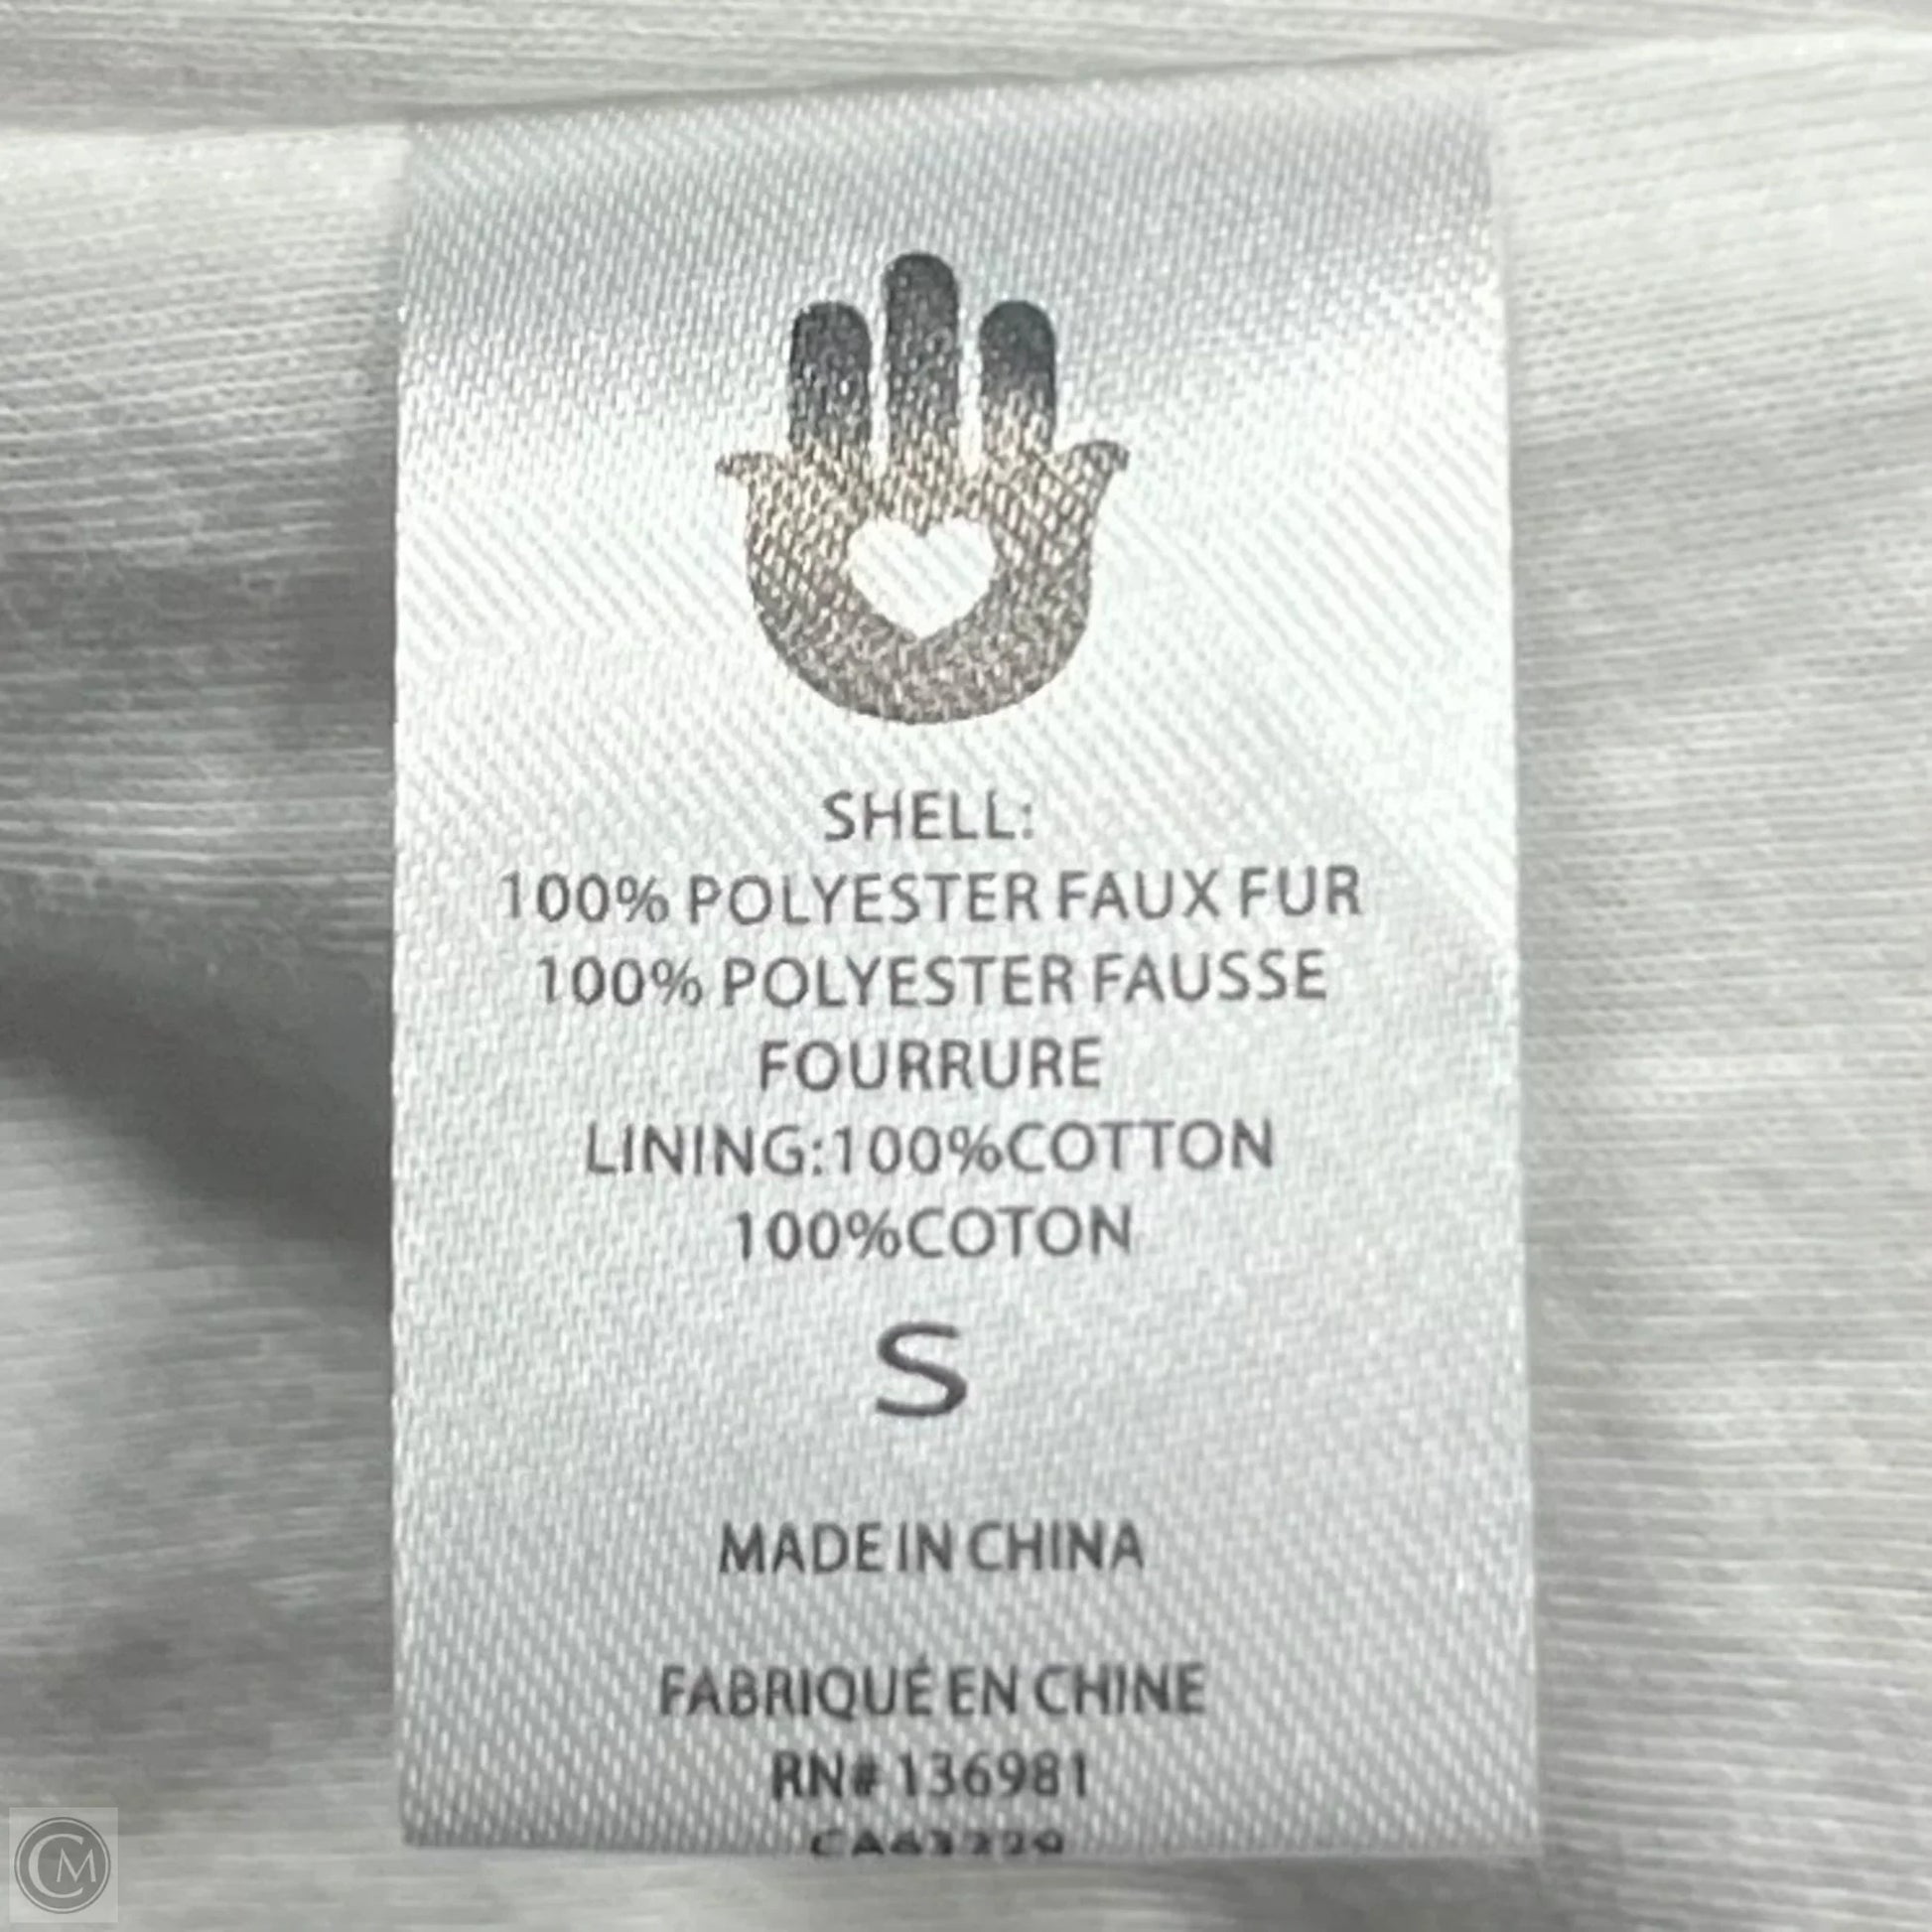 SHELL:
100% POLYESTER FAUX FUR
100% POLYESTER FAUSSE
FOURRURE
LINING:100%COTTON
100%COTON
S
MADE IN CHINA
FABRIQUÉ EN CHINE
RN# 136981
CM